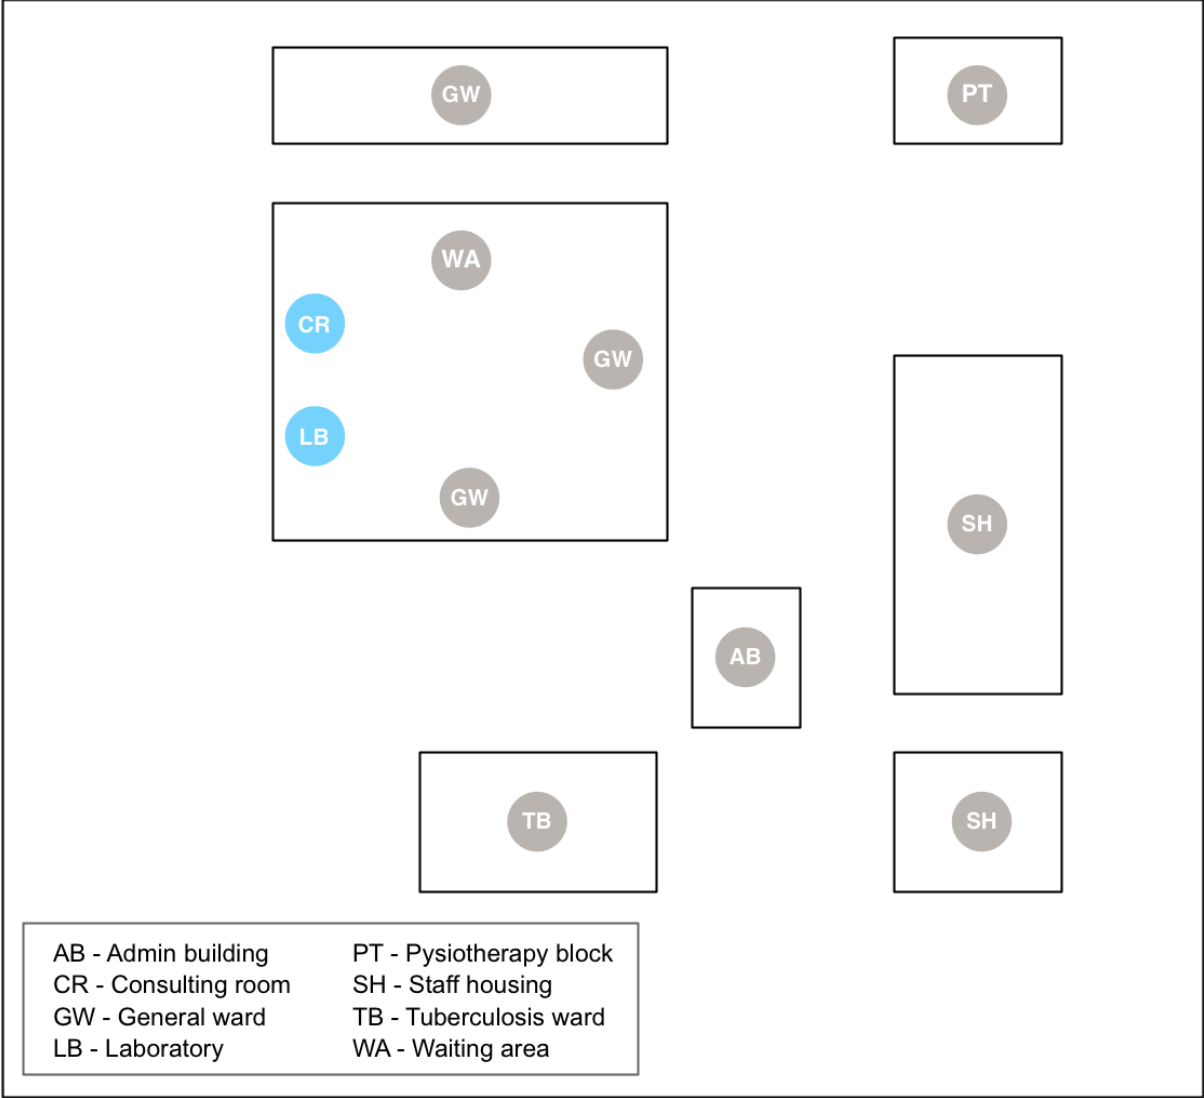 GW
PT
WA
CR
GW
LB
GW
SH
AB
TB
SH
AB - Admin building
CR - Consulting room
GW - General ward
LB - Laboratory
PT - Pysiotherapy block
SH - Staff housing
TB - Tuberculosis ward
WA - Waiting area